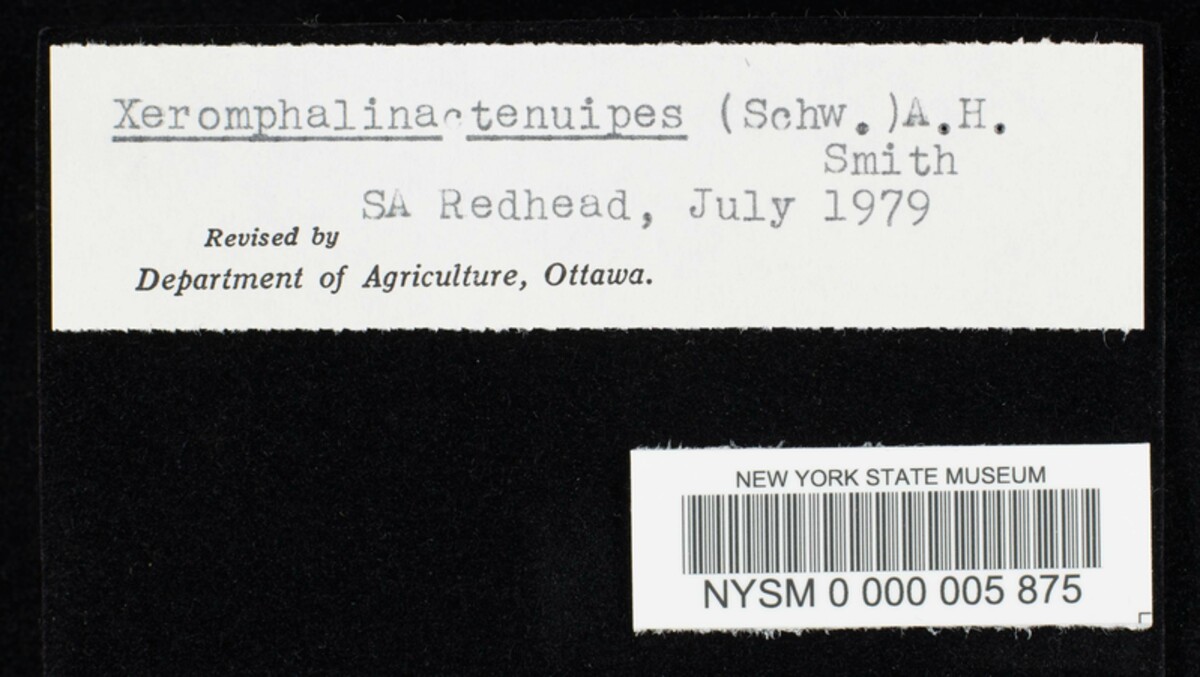 Xeromphalina tenuipes (Schw.)A.H.
Smith
SA Redhead, July 1979
Revised by
Department of Agriculture, Ottawa.
NEW YORK STATE MUSEUM
NYSM 0 000 005 875